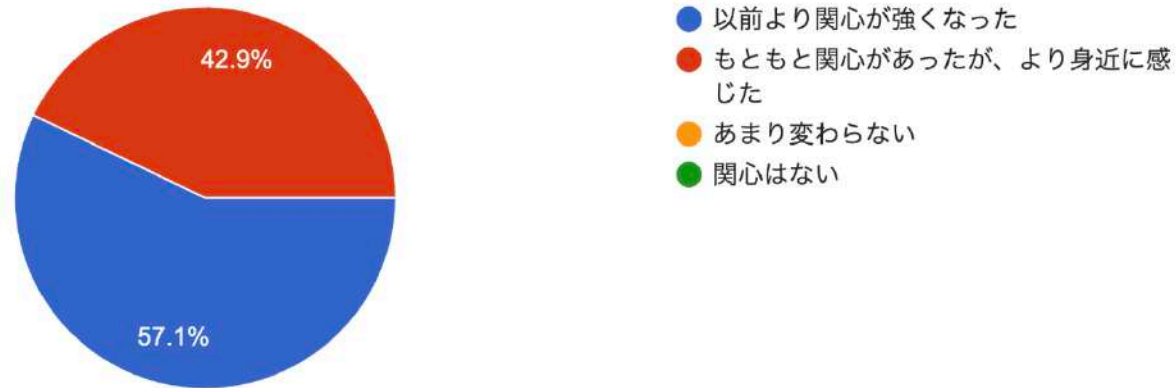 42.9%
57.1%
以前より関心が強くなった
もともと関心があったが、より身近に感
じた
あまり変わらない
関心はない